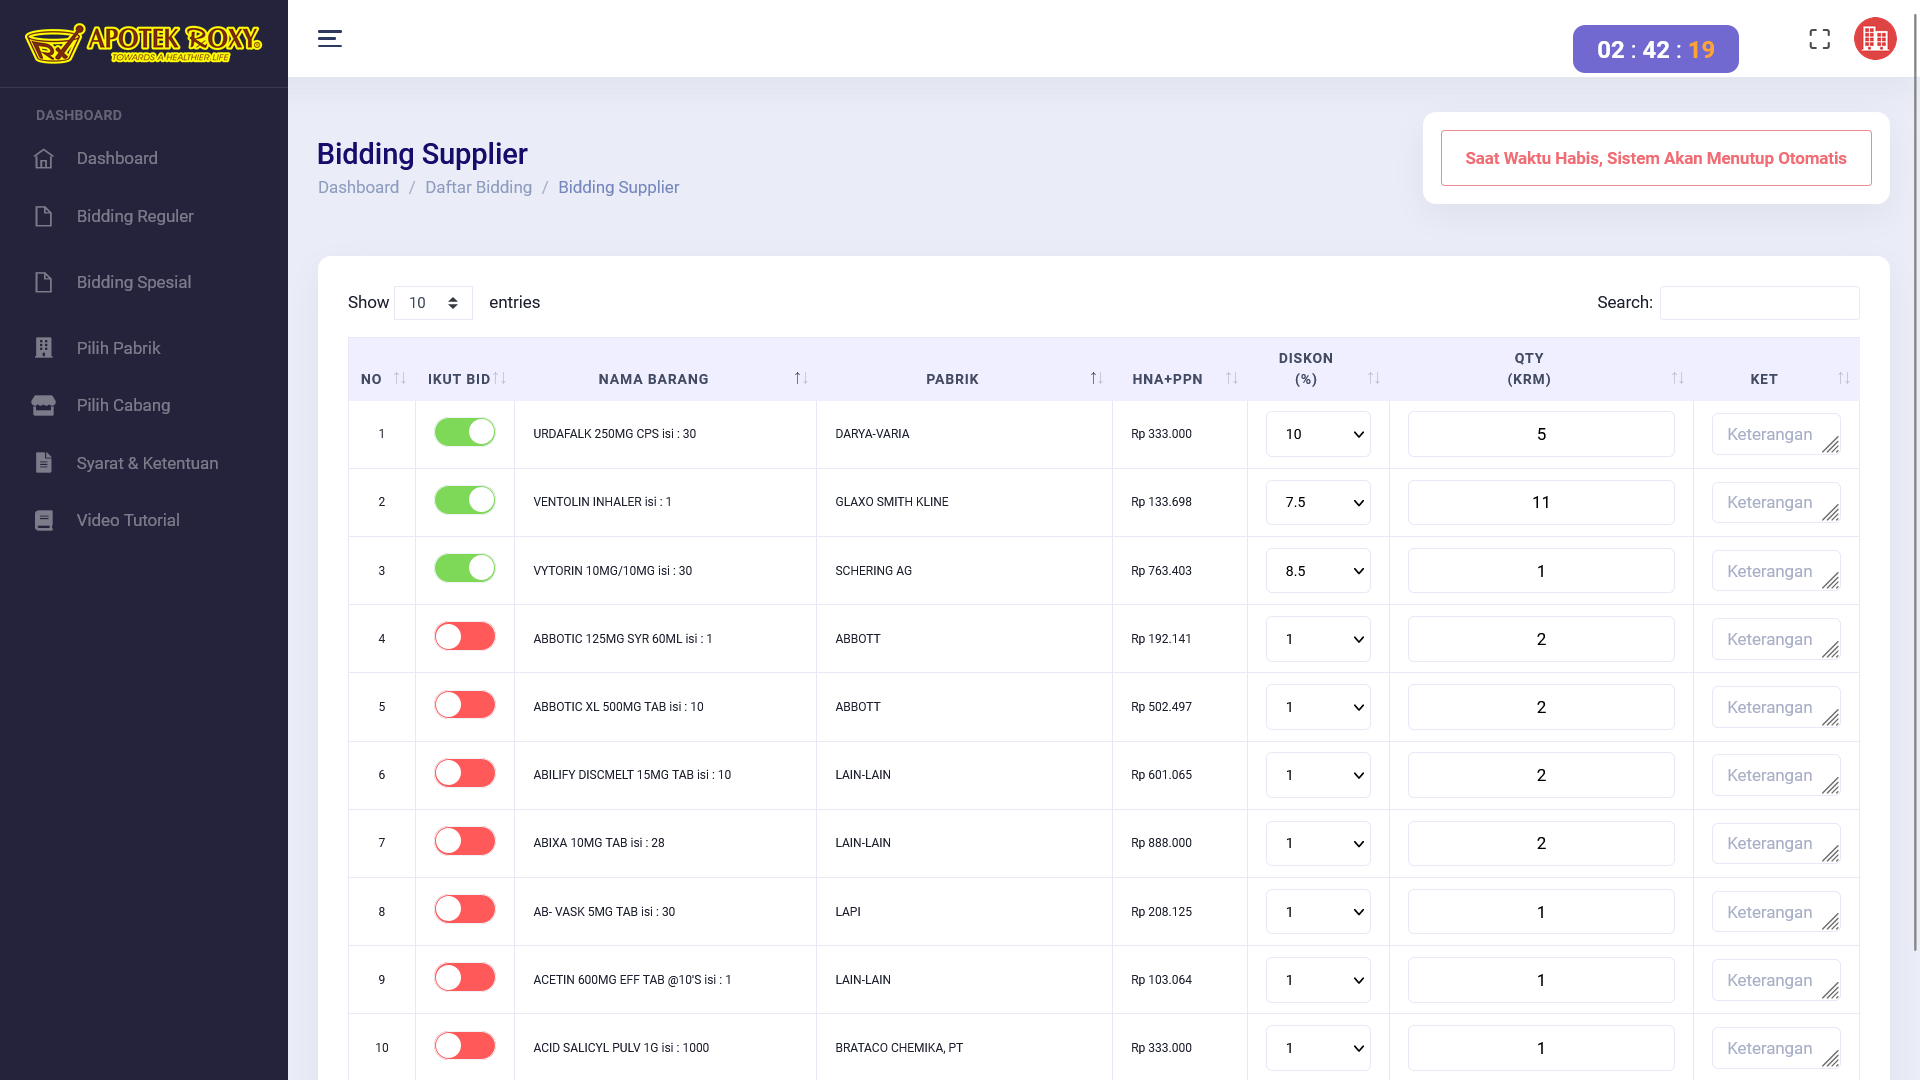 APOTEK ROXY
TOWARDS A HEALTHIER LIFE
02 : 42 : 19
DASHBOARD
Dashboard
Bidding Reguler
Bidding Spesial
Pilih Pabrik
Pilih Cabang
Syarat & Ketentuan
Video Tutorial
Bidding Supplier
Dashboard / Daftar Bidding / Bidding Supplier
Saat Waktu Habis, Sistem Akan Menutup Otomatis
Show 10 entries
Search:
NO IKUT BID NAMA BARANG PABRIK HNA+PPN DISKON (%) QTY (KRM) KET
1 URDAFALK 250MG CPS isi : 30 DARYA-VARIA Rp 333.000 10 5 Keterangan
2 VENTOLIN INHALER isi : 1 GLAXO SMITH KLINE Rp 133.698 7.5 11 Keterangan
3 VYTORIN 10MG/10MG isi : 30 SCHERING AG Rp 763.403 8.5 1 Keterangan
4 ABBOTIC 125MG SYR 60ML isi : 1 ABBOTT Rp 192.141 1 2 Keterangan
5 ABBOTIC XL 500MG TAB isi : 10 ABBOTT Rp 502.497 1 2 Keterangan
6 ABILIFY DISCMELT 15MG TAB isi : 10 LAIN-LAIN Rp 601.065 1 2 Keterangan
7 ABIXA 10MG TAB isi : 28 LAIN-LAIN Rp 888.000 1 2 Keterangan
8 AB- VASK 5MG TAB isi : 30 LAPI Rp 208.125 1 1 Keterangan
9 ACETIN 600MG EFF TAB @10'S isi : 1 LAIN-LAIN Rp 103.064 1 1 Keterangan
10 ACID SALICYL PULV 1G isi : 1000 BRATACO CHEMIKA, PT Rp 333.000 1 1 Keterangan